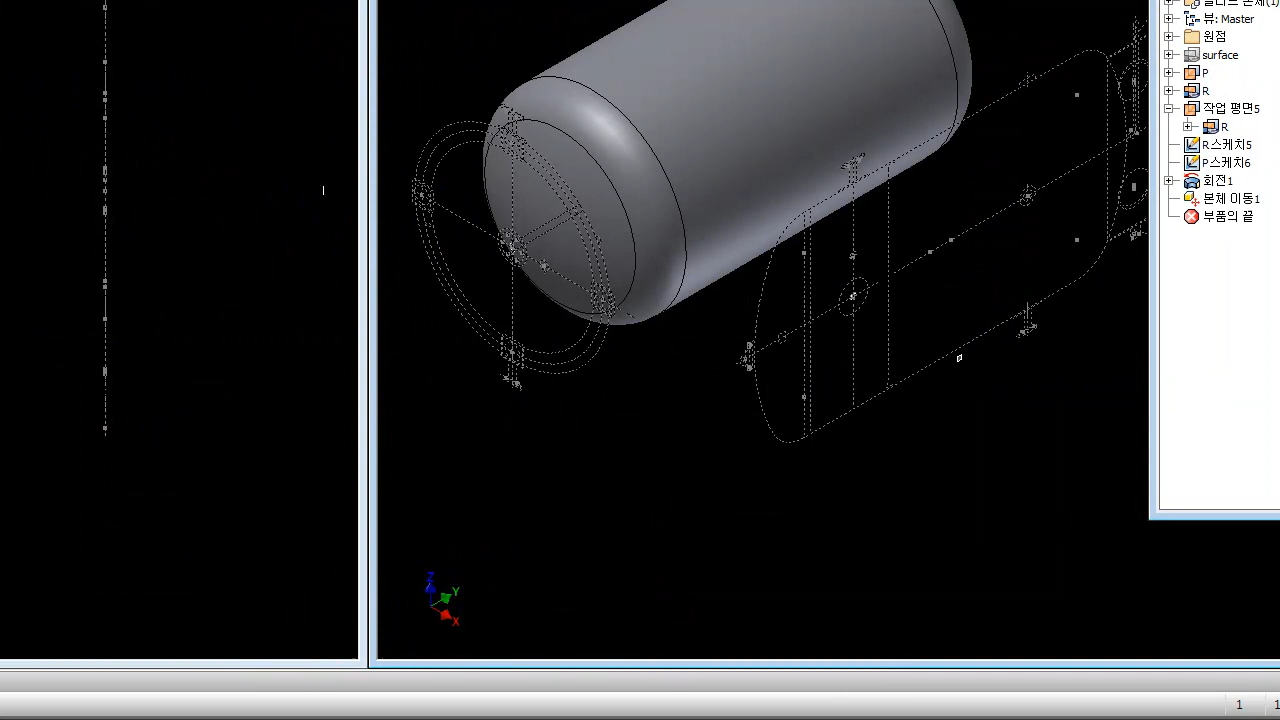 뷰: Master
원점
surface
P
R
작업 평면5
R
R스케치5
P스케치6
회전1
본체 이동1
부품의 끝
Z
Y
X
1